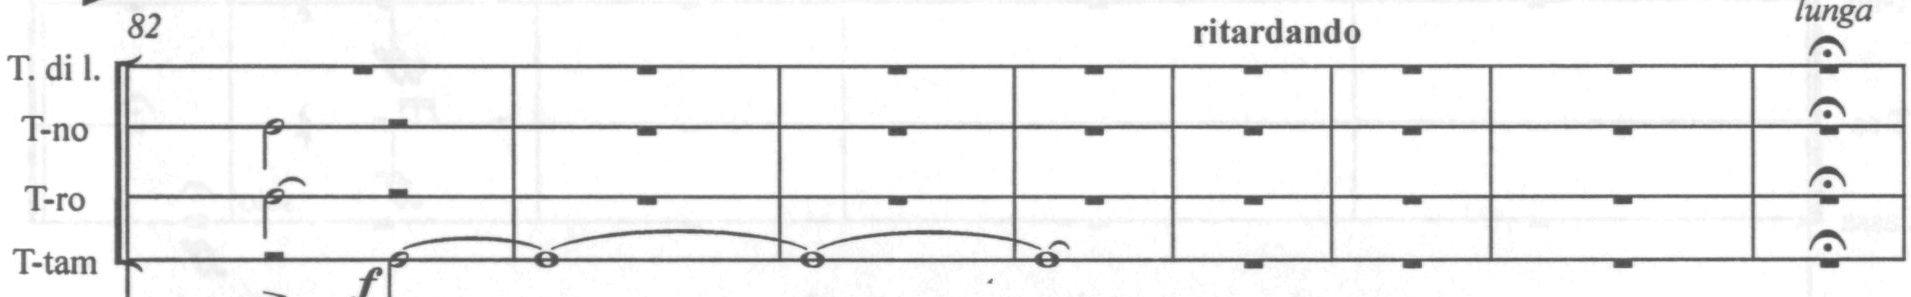 82
ritardando
lunga
T. di l.
T-no
T-ro
T-tam
f